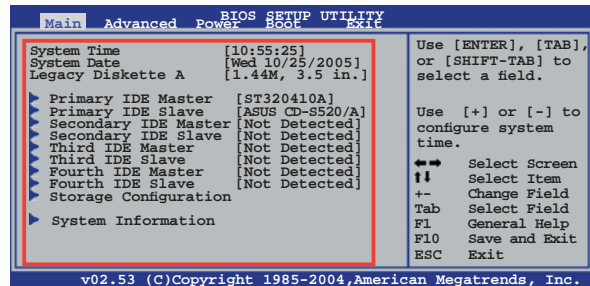 BIOS SETUP UTILITY
Main Advanced Power Boot Exit
System Time [10:55:25]
System Date [Wed 10/25/2005]
Legacy Diskette A [1.44M, 3.5 in.]
Primary IDE Master [ST320410A]
Primary IDE Slave [ASUS CD-S520/A]
Secondary IDE Master [Not Detected]
Secondary IDE Slave [Not Detected]
Third IDE Master [Not Detected]
Third IDE Slave [Not Detected]
Fourth IDE Master [Not Detected]
Fourth IDE Slave [Not Detected]
Storage Configuration
System Information
Use [ENTER], [TAB],
or [SHIFT-TAB] to
select a field.
Use [+] or [-] to
configure system
time.
Select Screen
Select Item
+- Change Field
Tab Select Field
F1 General Help
F10 Save and Exit
ESC Exit
v02.53 (C)Copyright 1985-2004,American Megatrends, Inc.